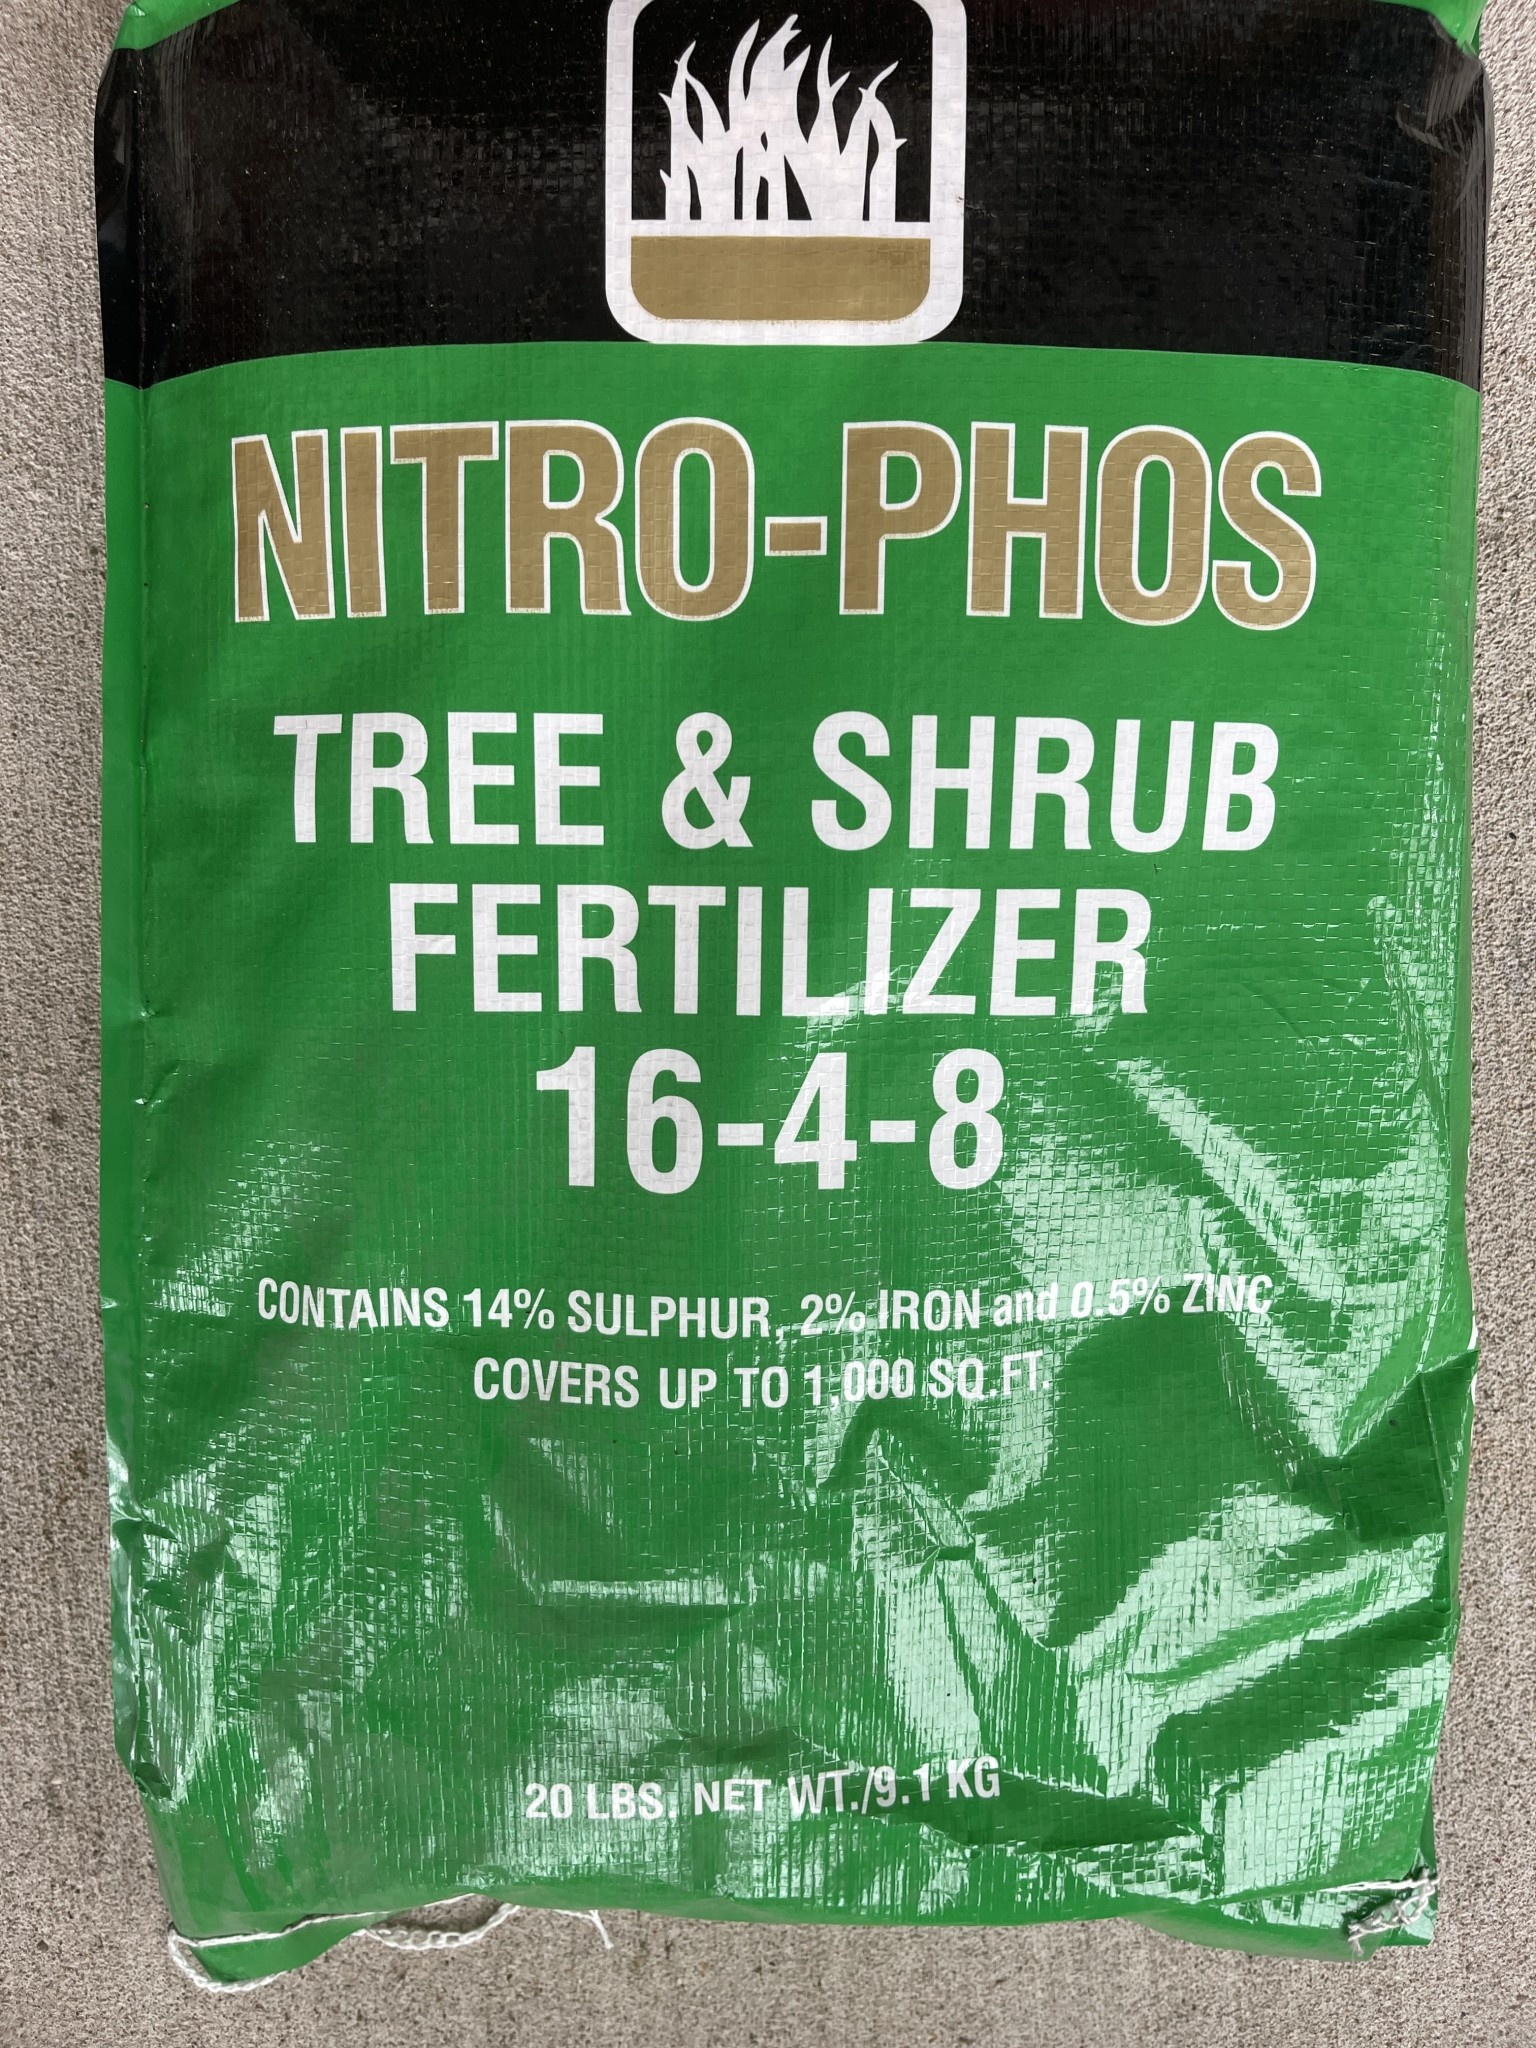 NITRO-PHOS
TREE & SHRUB
FERTILIZER
16-4-8
CONTAINS 14% SULPHUR, 2% IRON and 0.5% ZINC
COVERS UP TO 1,000 SQ.FT.
20 LBS. NET WT./9.1 KG